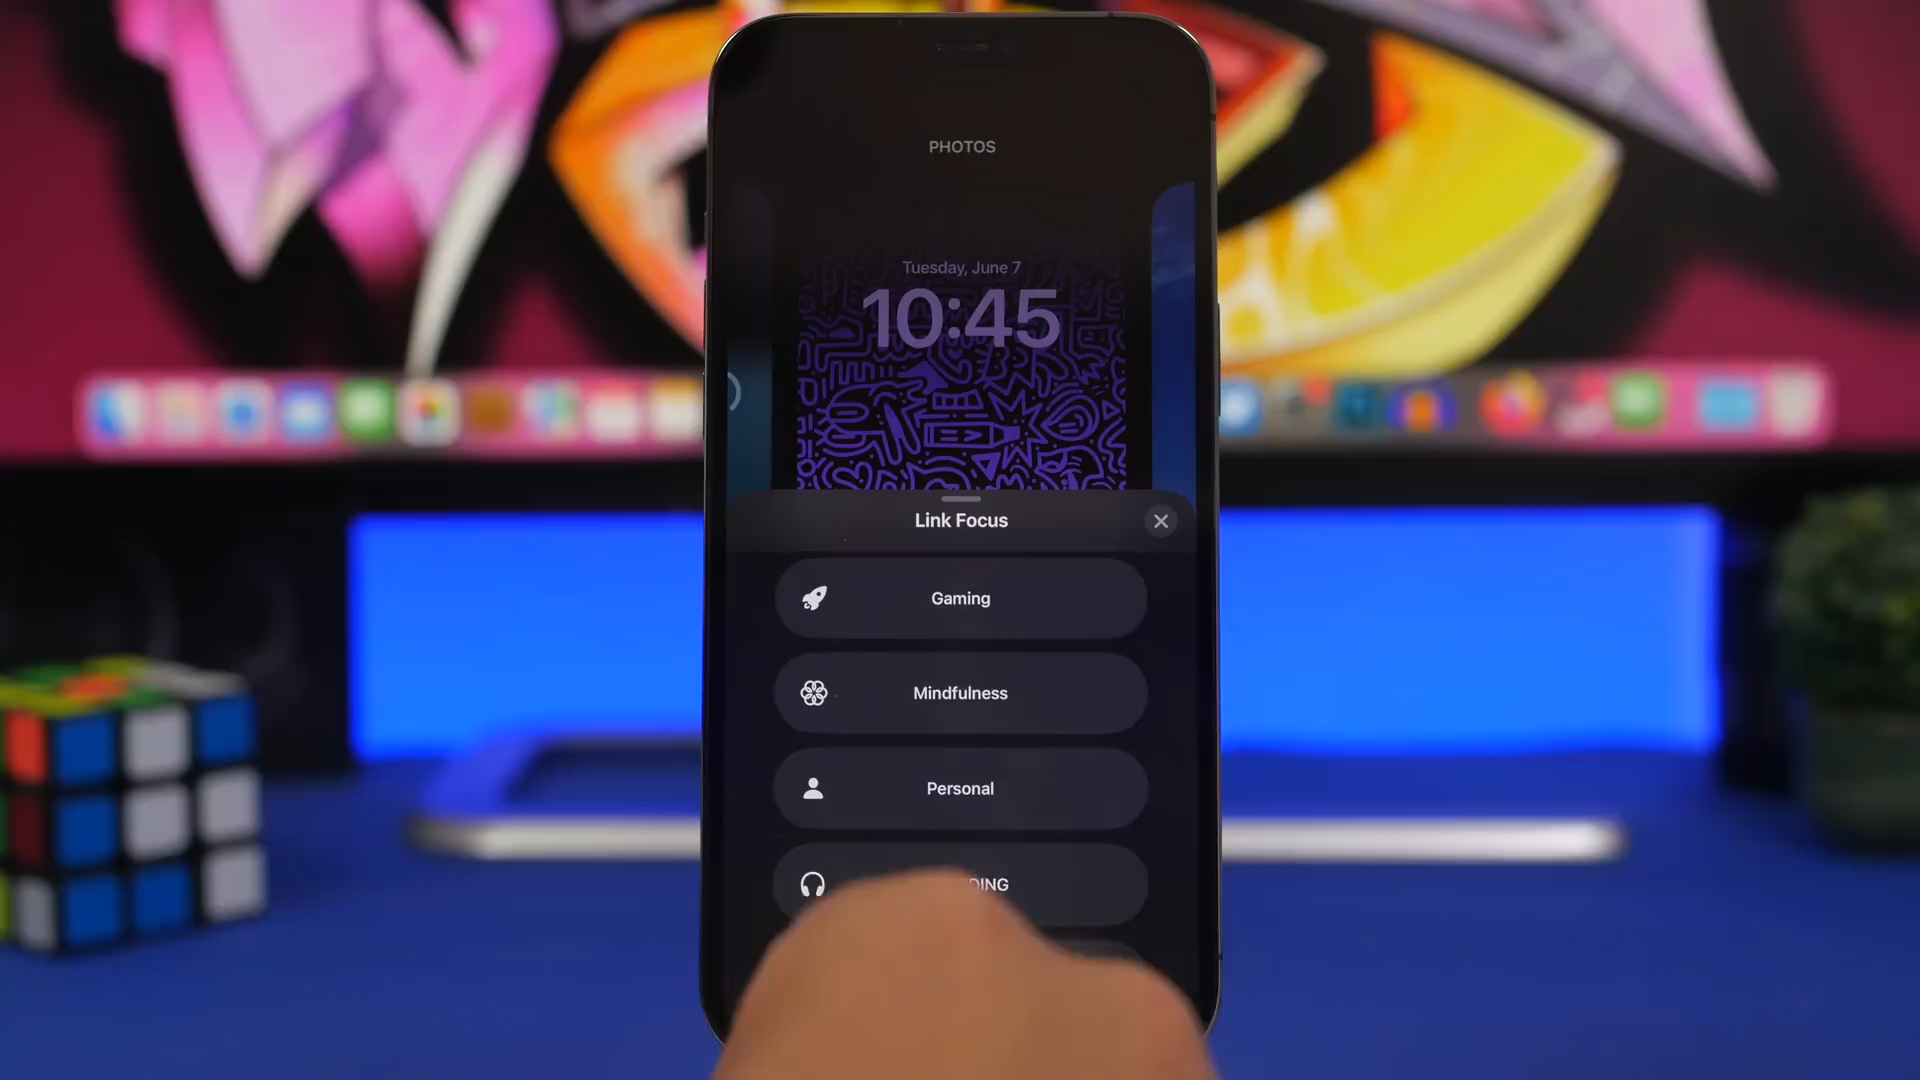 PHOTOS
Tuesday, June 7
10:45
Link Focus
Gaming
Mindfulness
Personal